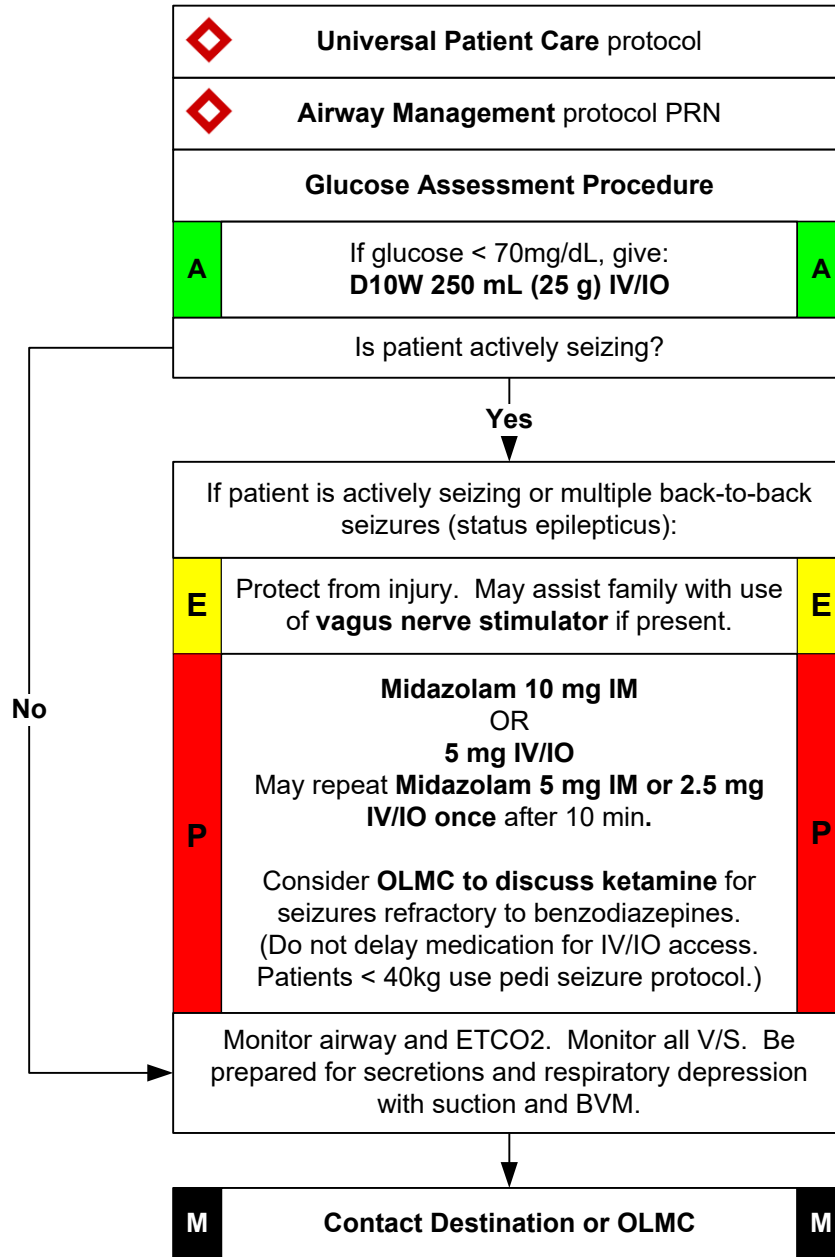 Universal Patient Care protocol
Airway Management protocol PRN
Glucose Assessment Procedure
A
If glucose < 70mg/dL, give:
D10W 250 mL (25 g) IV/IO
A
Is patient actively seizing?
Yes
If patient is actively seizing or multiple back-to-back
seizures (status epilepticus):
E
Protect from injury.  May assist family with use
of vagus nerve stimulator if present.
E
No
P
Midazolam 10 mg IM
OR
5 mg IV/IO
May repeat Midazolam 5 mg IM or 2.5 mg
IV/IO once after 10 min.
Consider OLMC to discuss ketamine for
seizures refractory to benzodiazepines.
(Do not delay medication for IV/IO access.
Patients < 40kg use pedi seizure protocol.)
P
Monitor airway and ETCO2.  Monitor all V/S.  Be
prepared for secretions and respiratory depression
with suction and BVM.
M
Contact Destination or OLMC
M